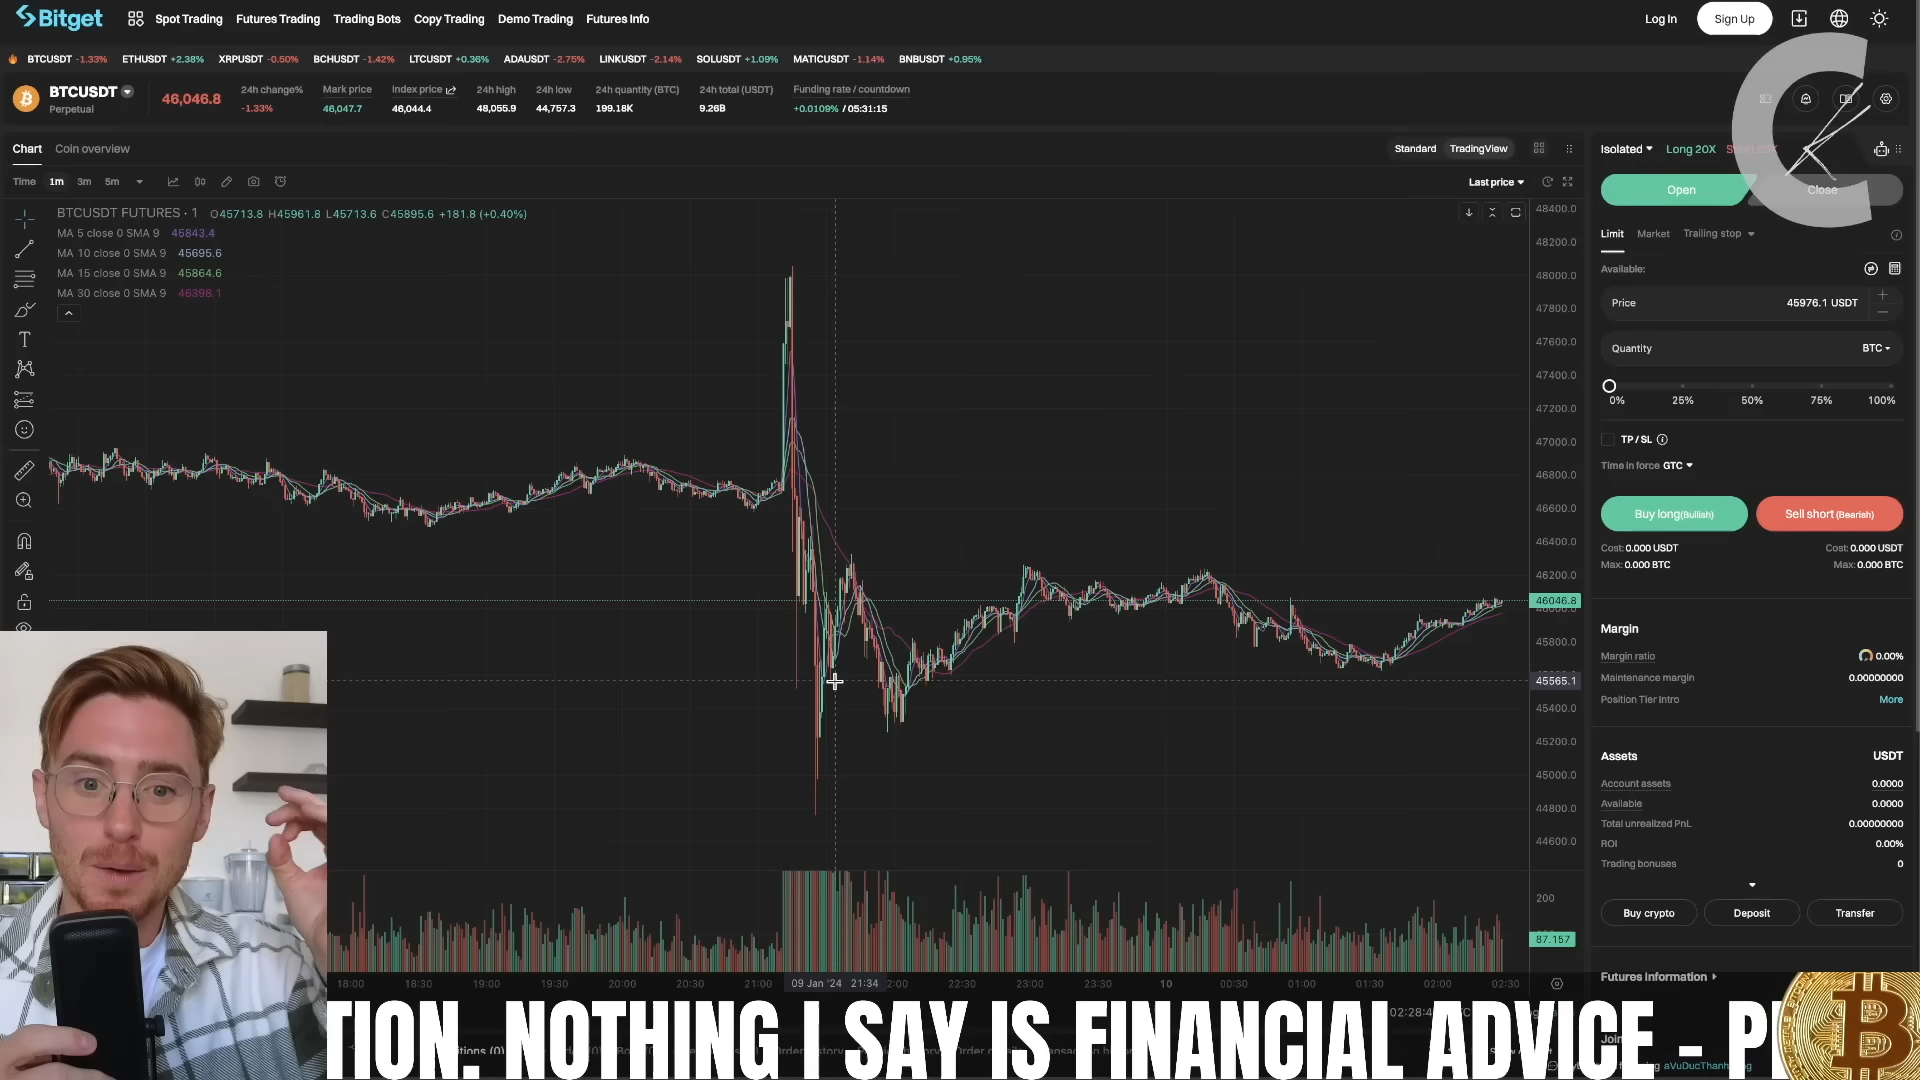 Bitget
Spot Trading Futures Trading Trading Bots Copy Trading Demo Trading Futures Info
Log In Sign Up
BTCUSDT -1.33% ETHUSDT +2.38% XRPUSDT -0.50% BCHUSDT -1.42% LTCUSDT +0.36% ADAUSDT -2.75% LINKUSDT -2.14% SOLUSDT +1.09% MATICUSDT -1.14% BNBUSDT +0.95%
BTCUSDT
Perpetual
46,046.8
24h change% Mark price Index price 24h high 24h low 24h quantity (BTC) 24h total (USDT) Funding rate / countdown
-1.33% 46,047.7 46,044.4 48,055.9 44,757.3 199.18K 9.26B +0.0109% / 05:31:15
Chart Coin overview
Standard TradingView
Time 1m 3m 5m
Last price
BTCUSDT FUTURES · 1 O45713.8 H45961.8 L45713.6 C45895.6 +181.8 (+0.40%)
MA 5 close 0 SMA 9 45843.4
MA 10 close 0 SMA 9 45695.6
MA 15 close 0 SMA 9 45864.6
MA 30 close 0 SMA 9 46398.1
48400.0
48200.0
48000.0
47800.0
47600.0
47400.0
47200.0
47000.0
46800.0
46600.0
46400.0
46200.0
46046.8
45800.0
45565.1
45400.0
45200.0
45000.0
44800.0
44600.0
200
87.157
18:00 18:30 19:00 19:30 20:00 20:30 21:00 09 Jan '24 21:34 22:30 23:00 23:30 10 00:30 01:00 01:30 02:00 02:30
Isolated Long 20X
Open Close
Limit Market Trailing stop
Available:
Price 45976.1 USDT
Quantity BTC
0% 25% 50% 75% 100%
TP / SL
Time in force GTC
Buy long(Bullish) Sell short (Bearish)
Cost: 0.000 USDT Cost: 0.000 USDT
Max: 0.000 BTC Max: 0.000 BTC
Margin
Margin ratio 0.00%
Maintenance margin 0.00000000
Position Tier Intro More
Assets USDT
Account assets 0.0000
Available 0.0000
Total unrealized PnL 0.00000000
ROI 0.00%
Trading bonuses 0
Buy crypto Deposit Transfer
Futures Information
TION. NOTHING I SAY IS FINANCIAL ADVICE - P